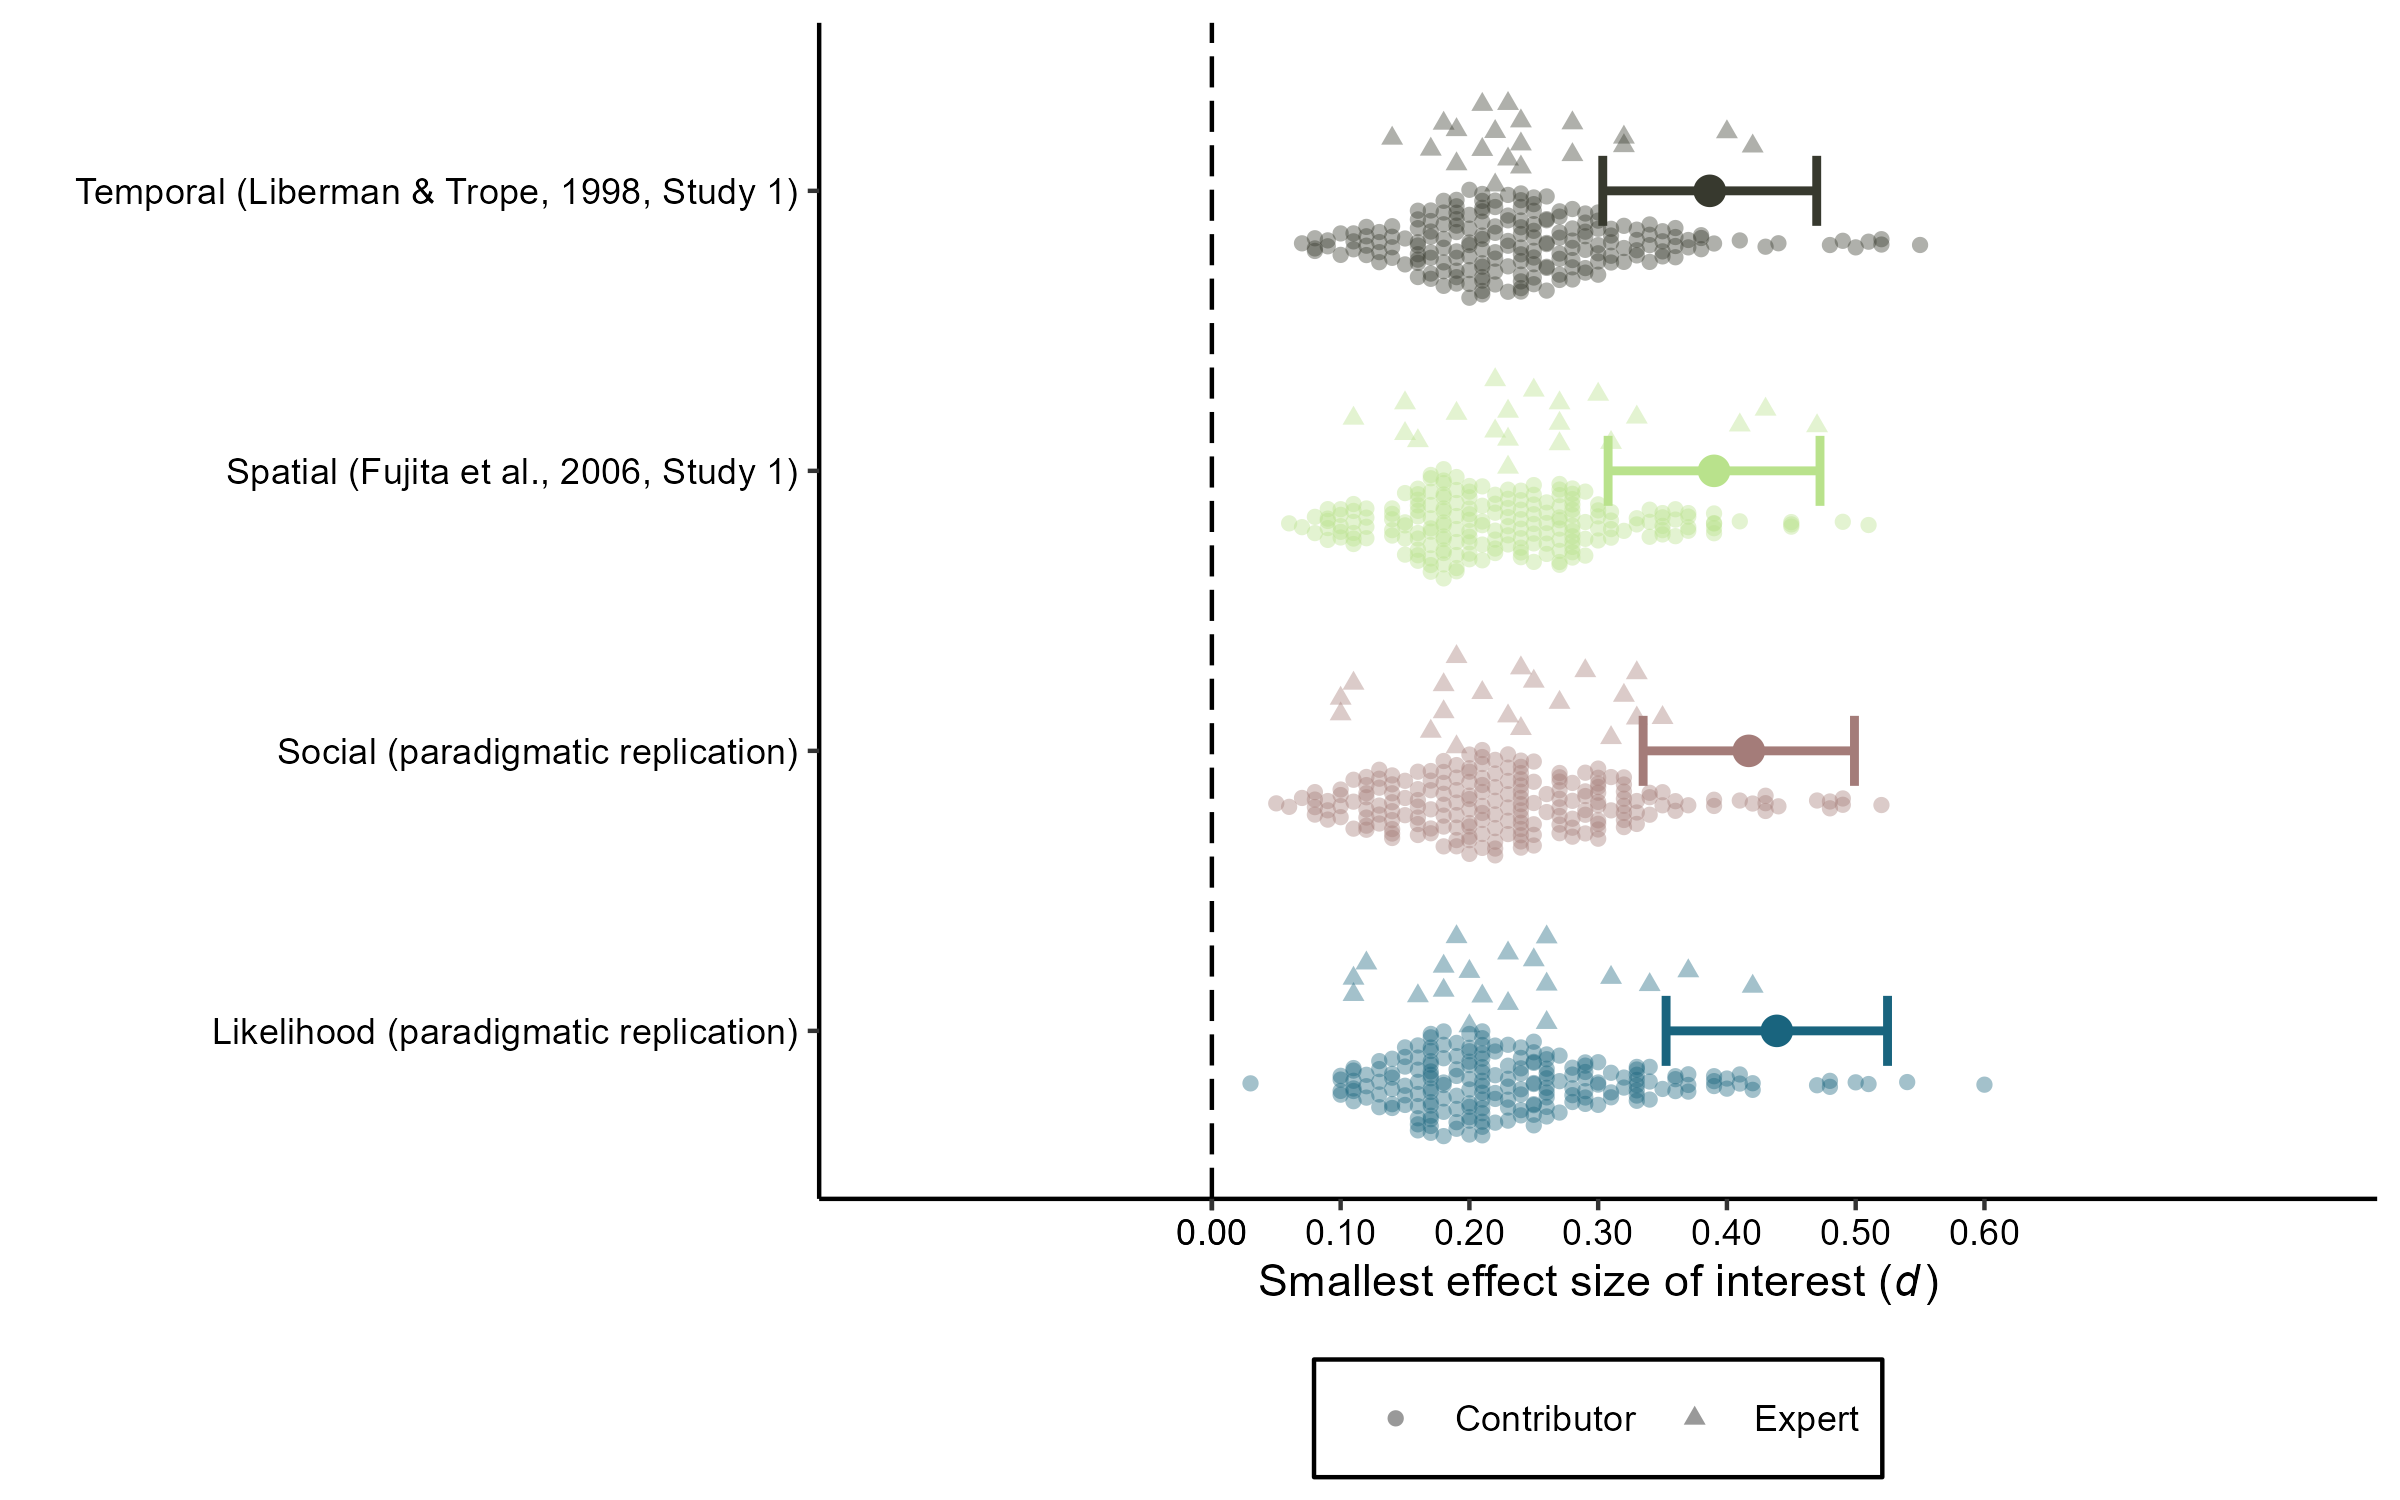 Temporal (Liberman & Trope, 1998, Study 1)
Spatial (Fujita et al., 2006, Study 1)
Social (paradigmatic replication)
Likelihood (paradigmatic replication)
0.00 0.10 0.20 0.30 0.40 0.50 0.60
Smallest effect size of interest (d)
Contributor Expert